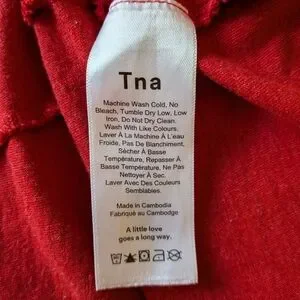 Tna
Machine Wash Cold, No
Bleach, Tumble Dry Low, Low
Iron, Do Not Dry Clean.
Wash With Like Colours.
Laver À La Machine À L'eau
Froide, Pas De Blanchiment,
Sécher À Basse
Température, Repasser À
Basse Température, Ne Pas
Nettoyer À Sec.
Laver Avec Des Couleurs
Semblables.
Made in Cambodia
Fabriqué au Cambodge
A little love
goes a long way.